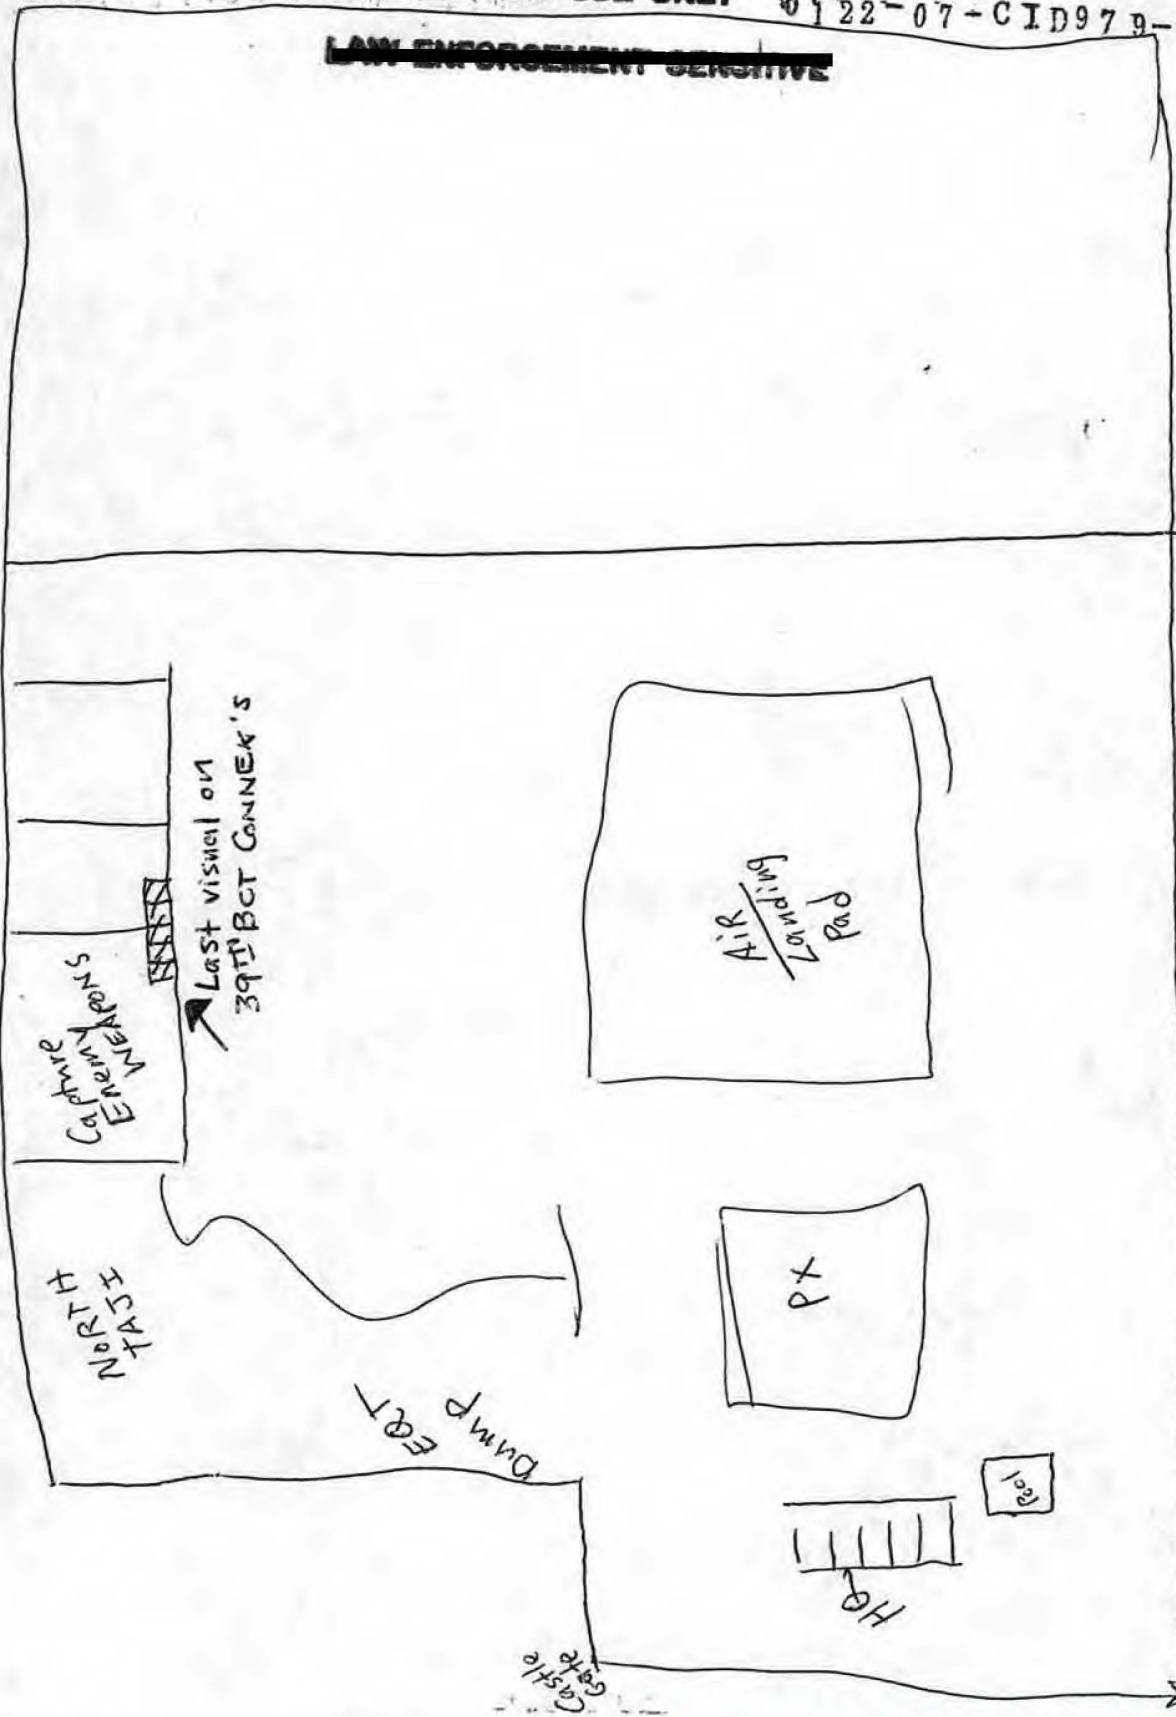 0122-07-CID979-
LAW ENFORCEMENT SENSITIVE
Last visual on
39TH BCT CONNEX's
Capture
Enemy
WEAPONS
AIR
Landing
Pad
NORTH
TAJI
PX
EQT
Dump
Pool
HQ
Castle
Gate